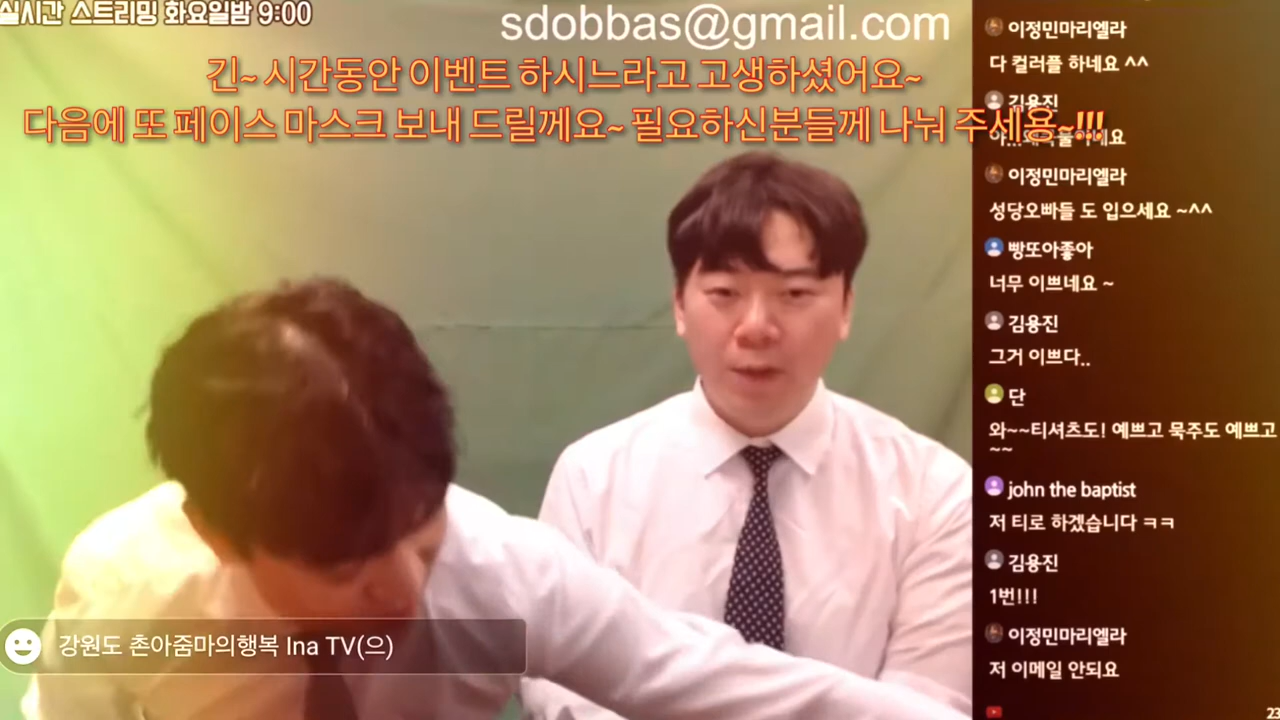 실시간 스트리밍 화요일밤 9:00
sdobbas@gmail.com
긴~ 시간동안 이벤트 하시느라고 고생하셨어요~
다음에 또 페이스 마스크 보내 드릴께요~ 필요하신분들께 나눠 주세용~!!!
강원도 촌아줌마의행복 Ina TV(으)
이정민마리엘라
다 컬러플 하네요 ^^
김용진
이정민마리엘라
성당오빠들 도 입으세요 ~^^
빵또아좋아
너무 이쁘네요 ~
김용진
그거 이쁘다..
단
와~~티셔츠도! 예쁘고 묵주도 예쁘고
~~
john the baptist
저 티로 하겠습니다 ㅋㅋ
김용진
1번!!!
이정민마리엘라
저 이메일 안되요